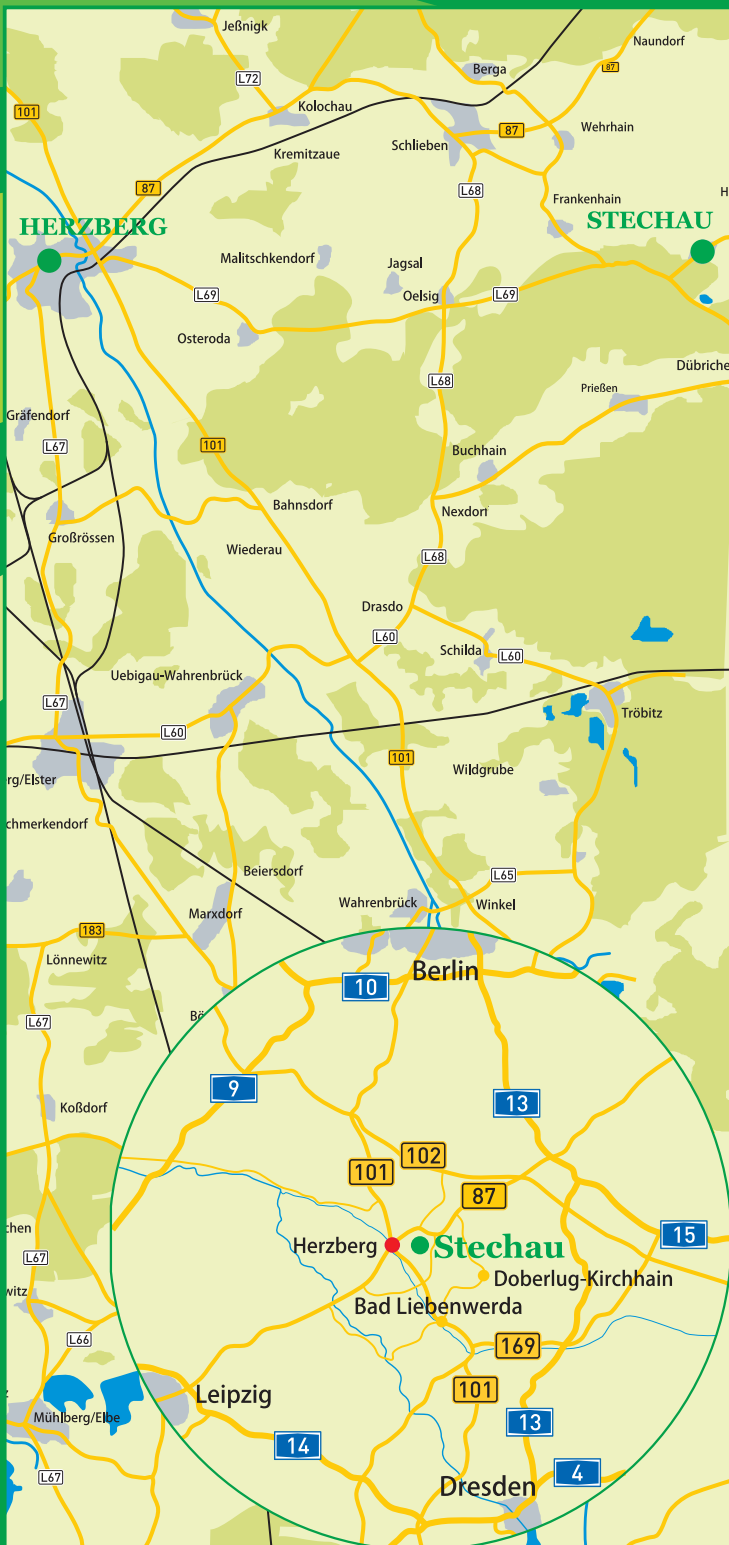 Jeßnigk
Naundorf
87
Berga
L72
101
Kolochau
87
Wehrhain
Schlieben
Kremitzaue
87
L68
Frankenhain
H
HERZBERG
STECHAU
Malitschkendorf
Jagsal
L69
Oelsig
L69
Osteroda
Dübriche
L68
Prießen
Gräfendorf
L67
101
Buchhain
Bahnsdorf
Nexdorf
Großrössen
Wiederau
L68
Drasdo
L60
Schilda
L60
Uebigau-Wahrenbrück
L67
Tröbitz
L60
101
Wildgrube
rg/Elster
chmerkendorf
Beiersdorf
L65
Wahrenbrück
Winkel
Marxdorf
183
Lönnewitz
Berlin
10
L67
Bö
9
13
Koßdorf
102
101
87
chen
15
Herzberg
Stechau
L67
Doberlug-Kirchhain
witz
Bad Liebenwerda
L66
169
101
Leipzig
Mühlberg/Elbe
13
14
4
L67
Dresden